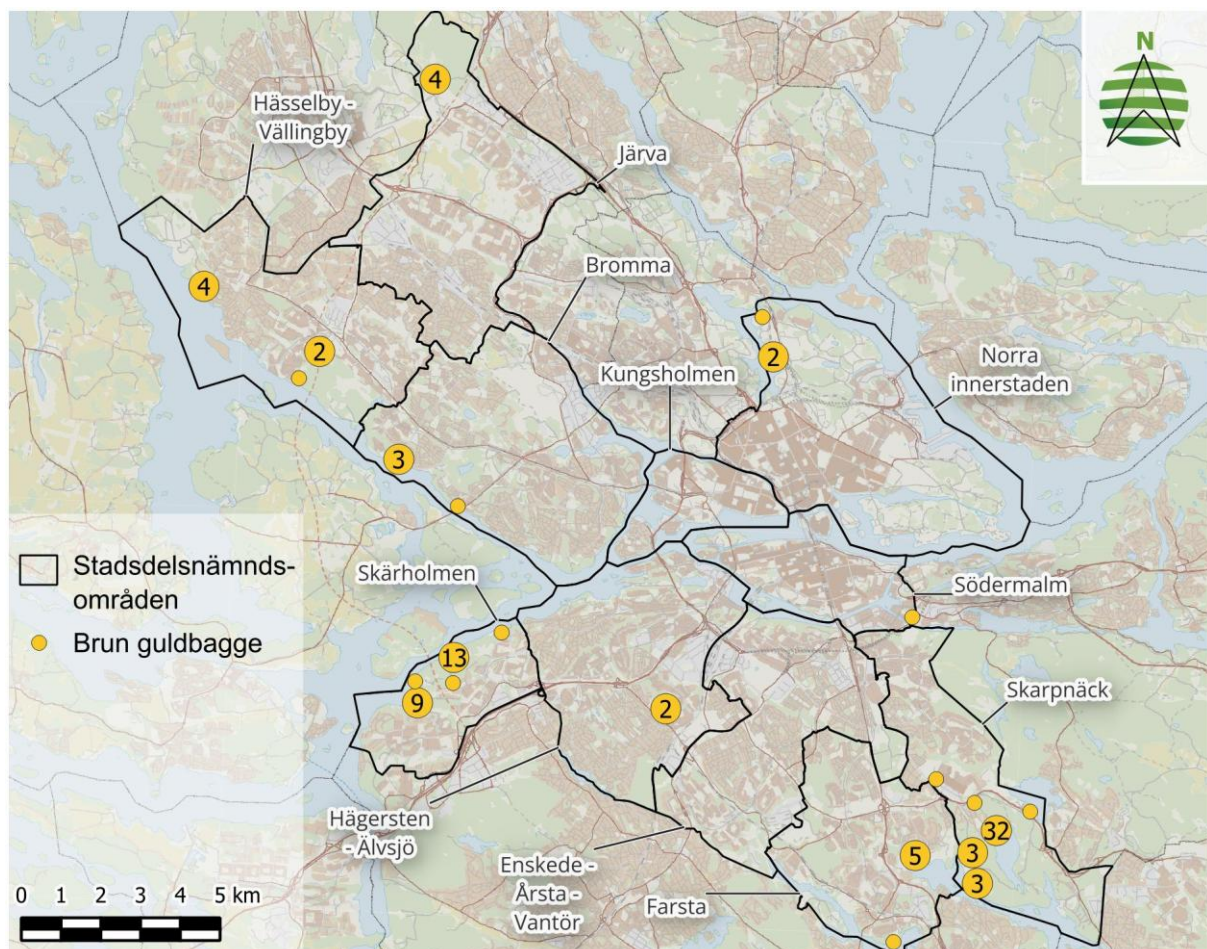 N
4
Hässelby -
Vällingby
Järva
Bromma
4
2
Kungsholmen
2
Norra
innerstaden
3
Stadsdelsnämnds-
områden
Brun guldbagge
Skärholmen
Södermalm
13
9
2
Skarpnäck
Hägersten
- Älvsjö
Enskede -
Årsta -
Vantör
Farsta
5
32
3
3
0 1 2 3 4 5 km